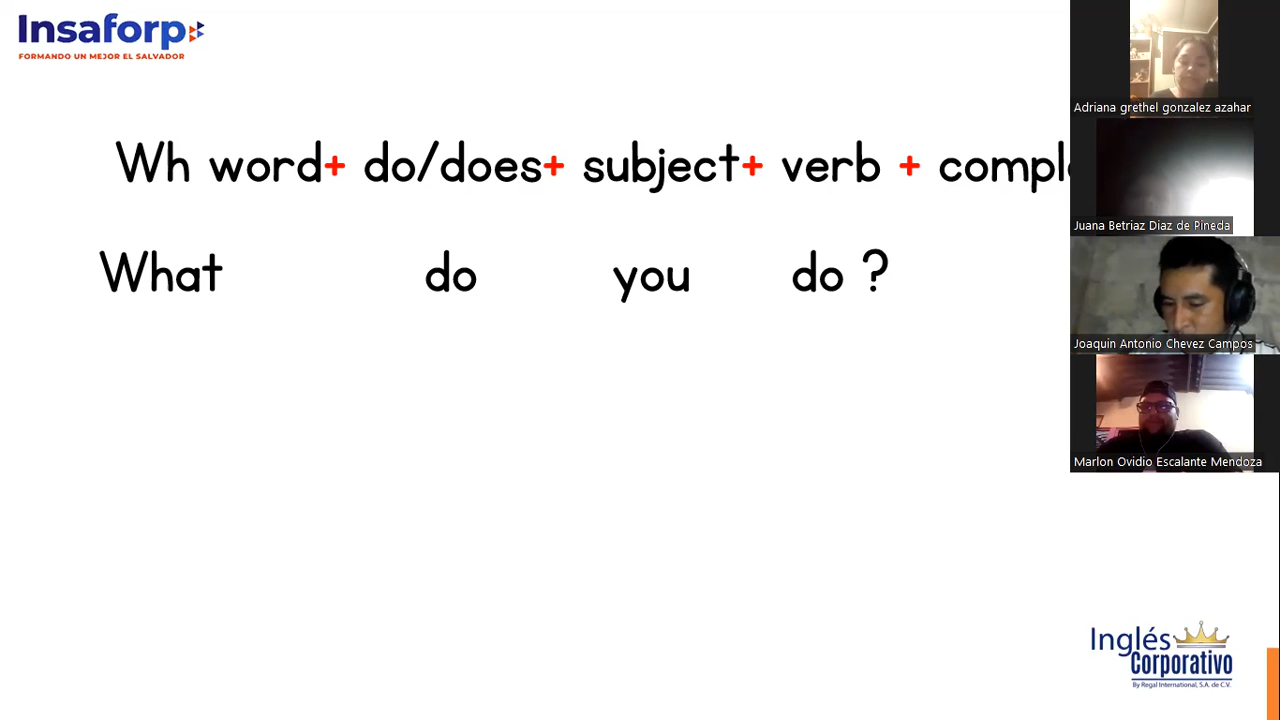 Insaforp
FORMANDO UN MEJOR EL SALVADOR
Wh word+ do/does+ subject+ verb + comple
What do you do ?
Adriana grethel gonzalez azahar
Juana Betriaz Diaz de Pineda
Joaquin Antonio Chevez Campos
Marlon Ovidio Escalante Mendoza
Inglés
Corporativo
By Regal International, S.A. de C.V.